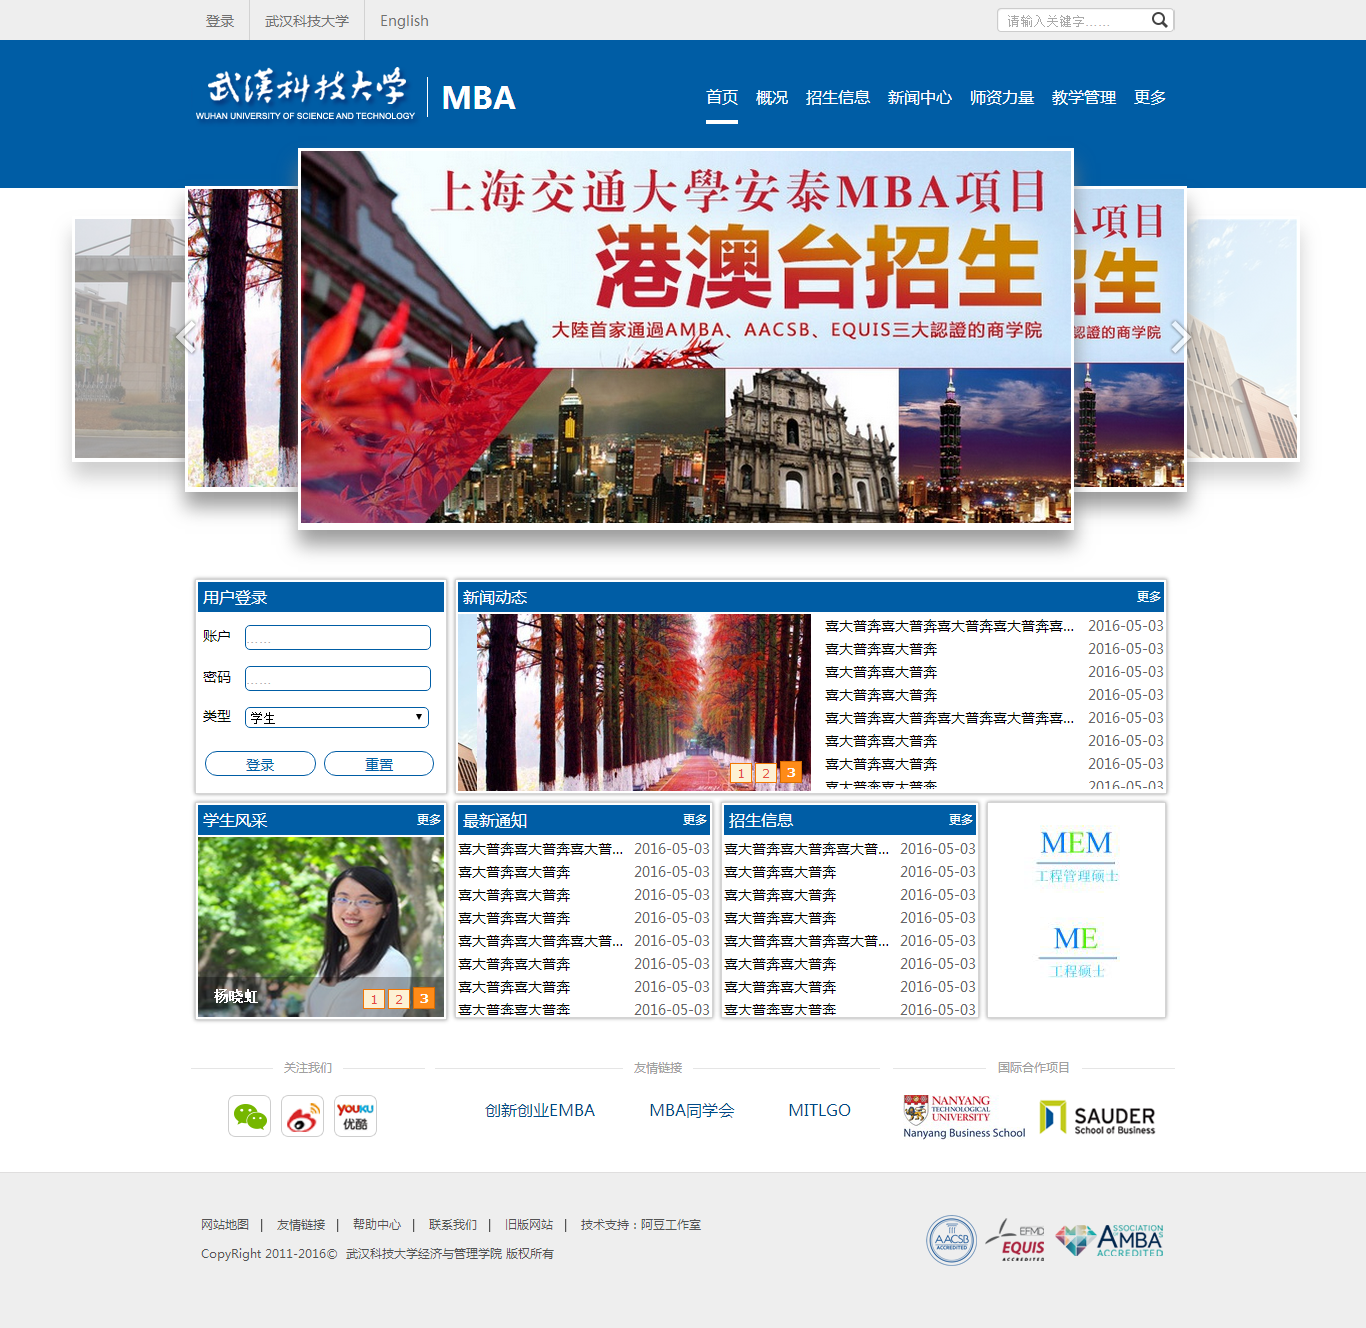 登录 武汉科技大学 English 请输入关键字……
武漢科技大学
WUHAN UNIVERSITY OF SCIENCE AND TECHNOLOGY
MBA
首页 概况 招生信息 新闻中心 师资力量 教学管理 更多
上海交通大學安泰MBA項目
港澳台招生
大陸首家通過AMBA、AACSB、EQUIS三大認證的商学院
A項目
招生
認證的商学院
用户登录
账户 ……
密码 ……
类型 学生
登录 重置
新闻动态 更多
喜大普奔喜大普奔喜大普奔喜大普奔喜... 2016-05-03
喜大普奔喜大普奔 2016-05-03
喜大普奔喜大普奔 2016-05-03
喜大普奔喜大普奔 2016-05-03
喜大普奔喜大普奔喜大普奔喜大普奔喜... 2016-05-03
喜大普奔喜大普奔 2016-05-03
喜大普奔喜大普奔 2016-05-03
喜大普奔喜大普奔 2016-05-03
1 2 3
学生风采 更多
杨晓虹
1 2 3
最新通知 更多
喜大普奔喜大普奔喜大普... 2016-05-03
喜大普奔喜大普奔 2016-05-03
喜大普奔喜大普奔 2016-05-03
喜大普奔喜大普奔 2016-05-03
喜大普奔喜大普奔喜大普... 2016-05-03
喜大普奔喜大普奔 2016-05-03
喜大普奔喜大普奔 2016-05-03
喜大普奔喜大普奔 2016-05-03
招生信息 更多
喜大普奔喜大普奔喜大普... 2016-05-03
喜大普奔喜大普奔 2016-05-03
喜大普奔喜大普奔 2016-05-03
喜大普奔喜大普奔 2016-05-03
喜大普奔喜大普奔喜大普... 2016-05-03
喜大普奔喜大普奔 2016-05-03
喜大普奔喜大普奔 2016-05-03
喜大普奔喜大普奔 2016-05-03
MEM
工程管理硕士
ME
工程硕士
关注我们
YOUKU
优酷
友情链接
创新创业EMBA MBA同学会 MITLGO
国际合作项目
NANYANG
TECHNOLOGICAL
UNIVERSITY
Nanyang Business School
SAUDER
School of Business
网站地图 | 友情链接 | 帮助中心 | 联系我们 | 旧版网站 | 技术支持：阿豆工作室
CopyRight 2011-2016© 武汉科技大学经济与管理学院 版权所有
AACSB
ACCREDITED
EFMD
EQUIS
ACCREDITED
ASSOCIATION
AMBA
ACCREDITED